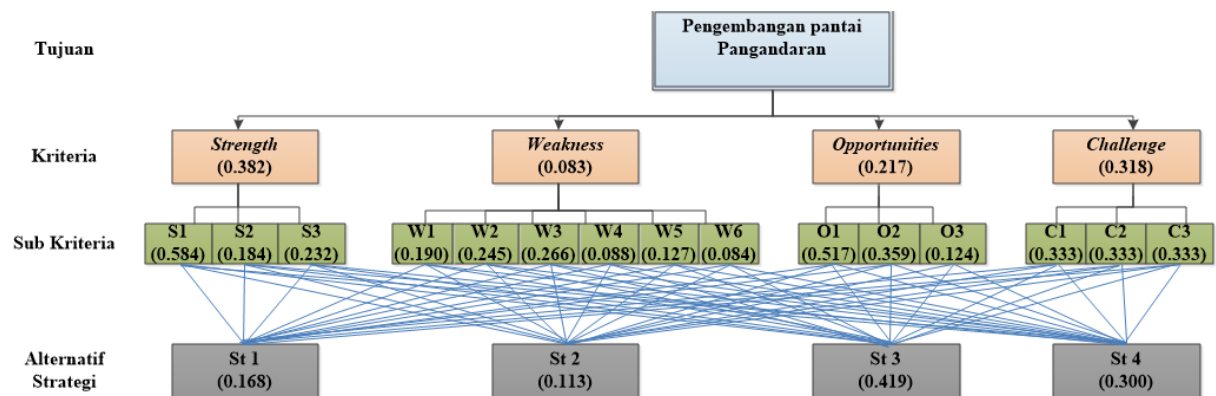 Tujuan
Pengembangan pantai
Pangandaran
Kriteria
Strength
(0.382)
Weakness
(0.083)
Opportunities
(0.217)
Challenge
(0.318)
Sub Kriteria
S1 S2 S3
(0.584) (0.184) (0.232)
W1 W2 W3 W4 W5 W6
(0.190) (0.245) (0.266) (0.088) (0.127) (0.084)
O1 O2 O3
(0.517) (0.359) (0.124)
C1 C2 C3
(0.333) (0.333) (0.333)
Alternatif
Strategi
St 1
(0.168)
St 2
(0.113)
St 3
(0.419)
St 4
(0.300)